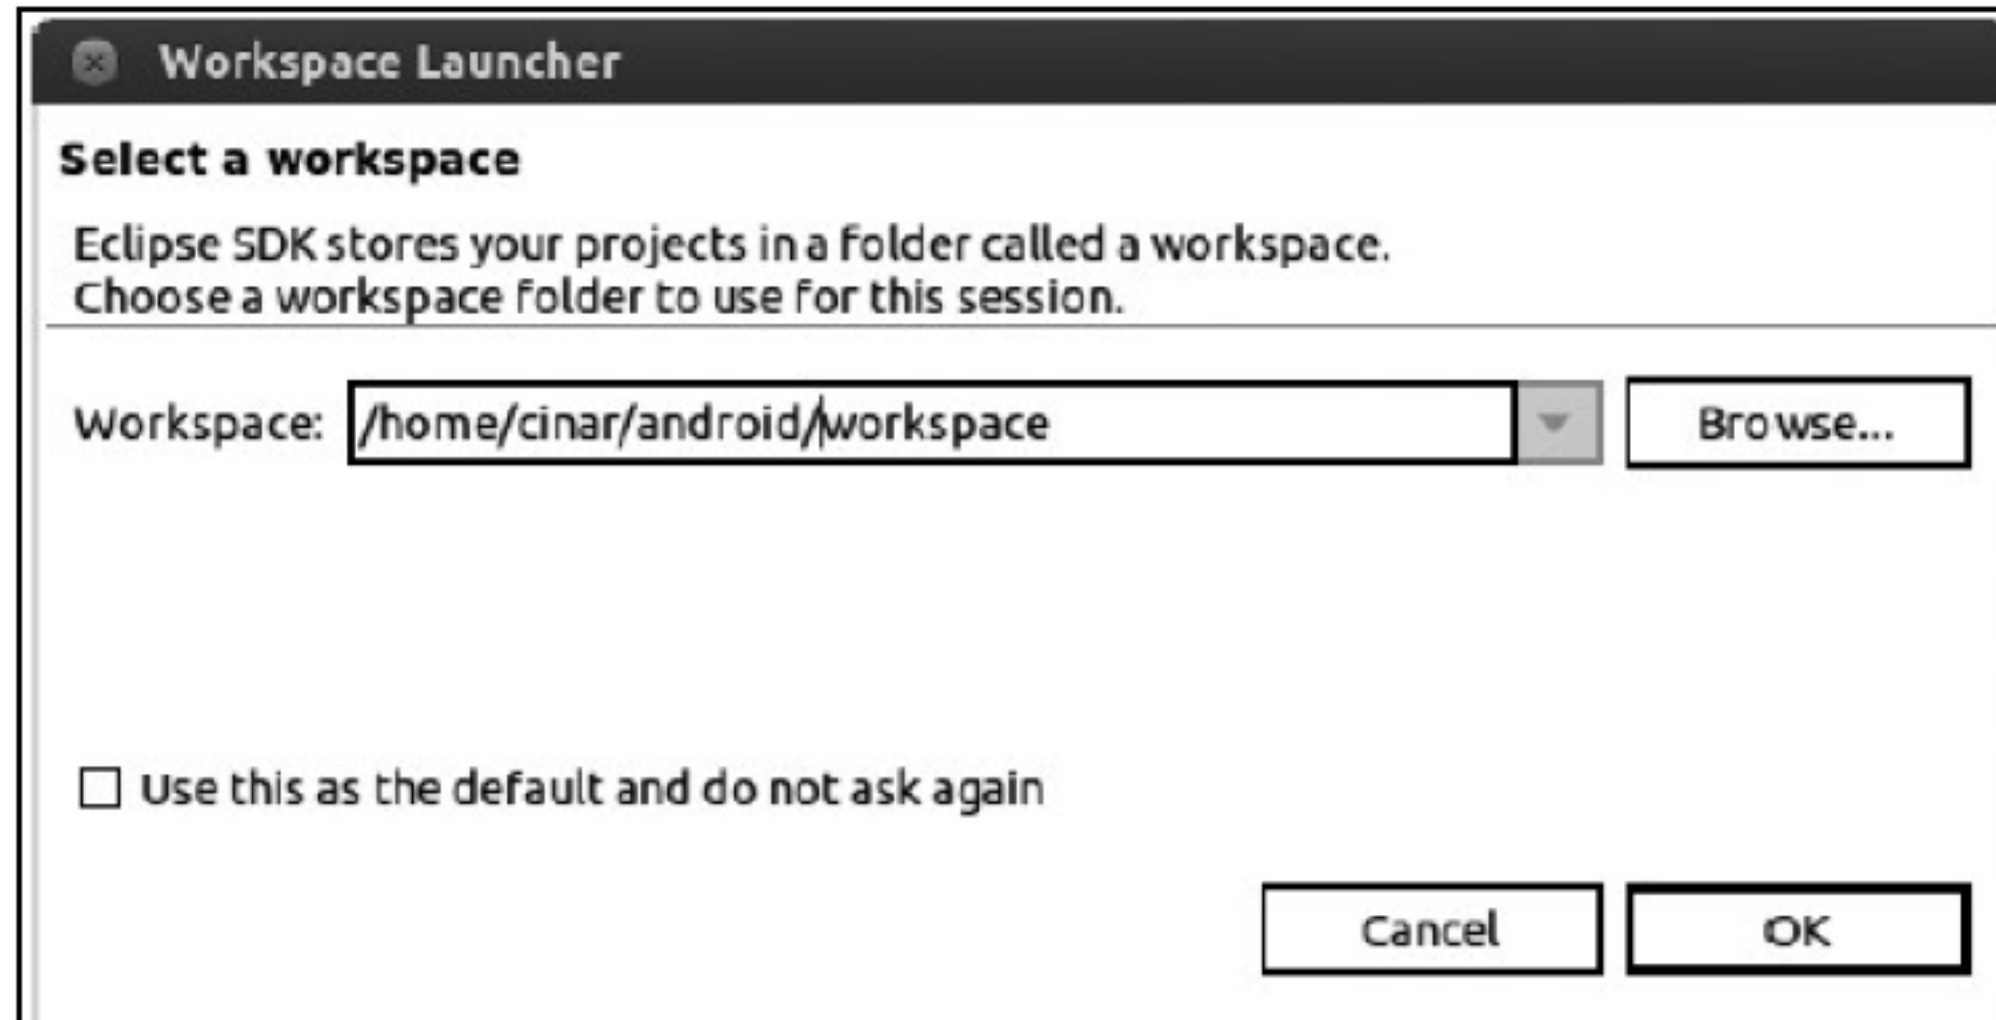 Workspace Launcher
Select a workspace
Eclipse SDK stores your projects in a folder called a workspace.
Choose a workspace folder to use for this session.
Workspace: /home/cinar/android/workspace Browse...
Use this as the default and do not ask again
Cancel OK